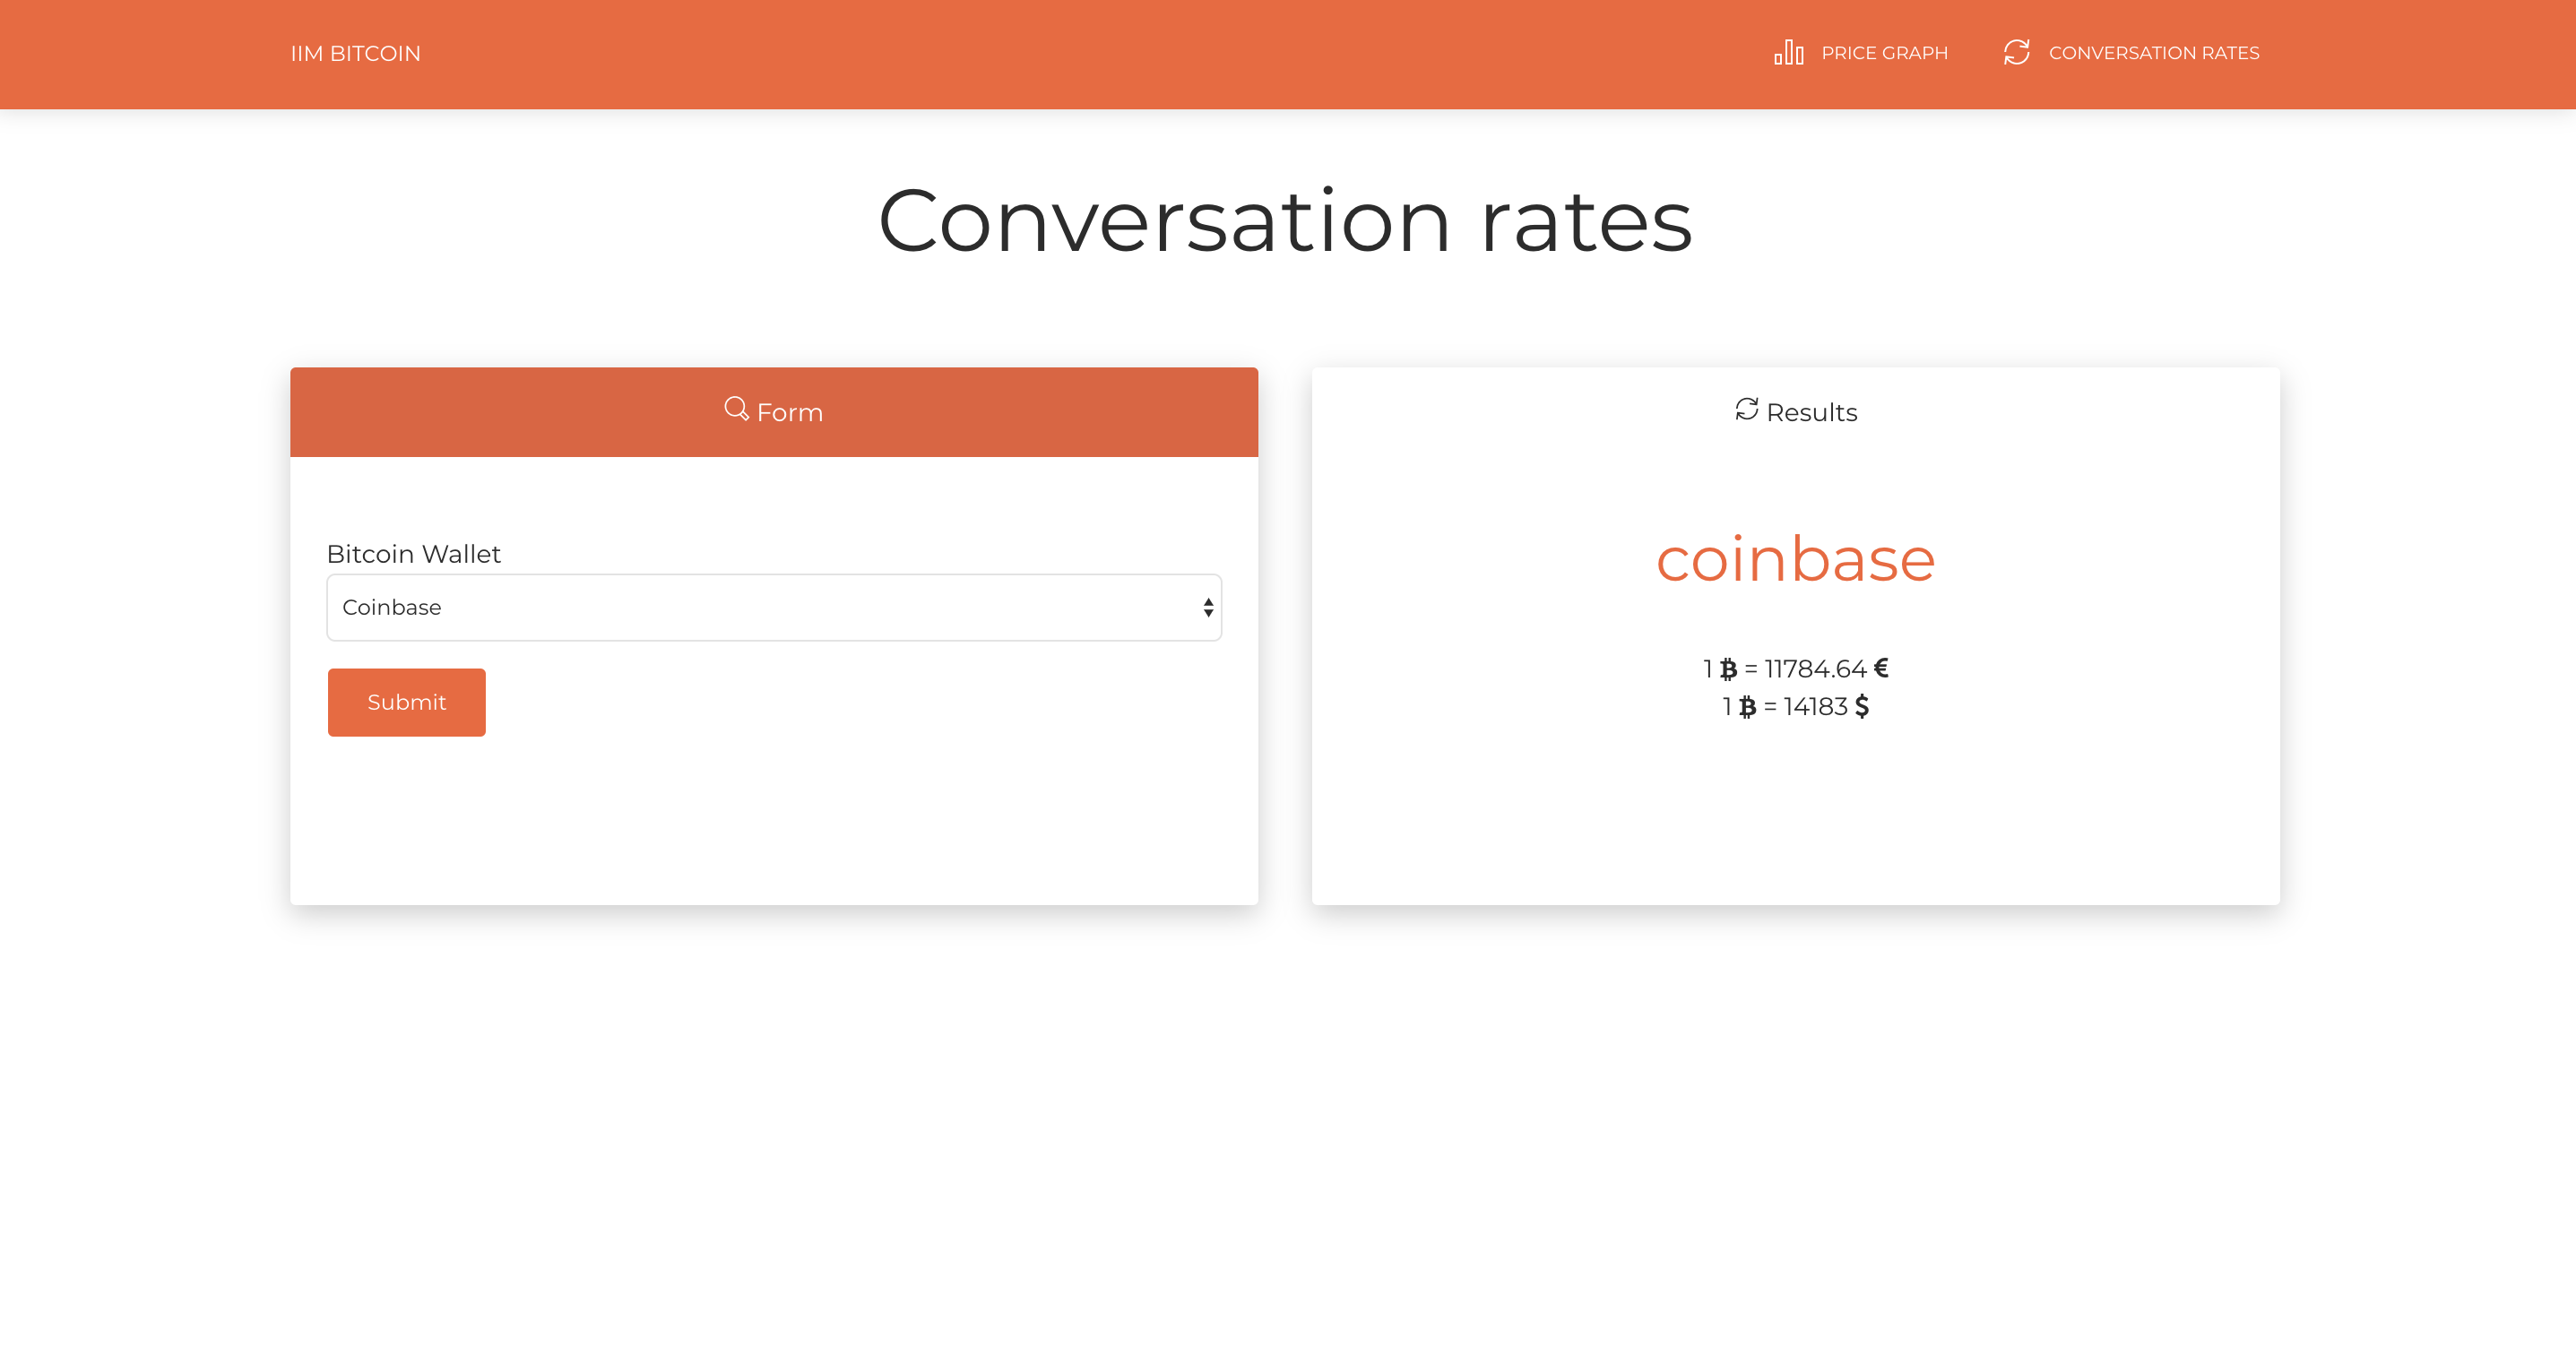 IIM BITCOIN
PRICE GRAPH
CONVERSATION RATES
Conversation rates
Form
Bitcoin Wallet
Coinbase
Submit
Results
coinbase
1 ₿ = 11784.64 €
1 ₿ = 14183 $